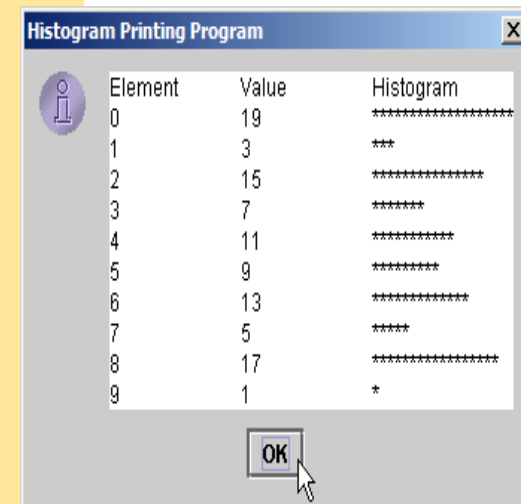 Histogram Printing Program X
Element Value Histogram
0 19 *******************
1 3 ***
2 15 ***************
3 7 *******
4 11 ***********
5 9 *********
6 13 *************
7 5 *****
8 17 *****************
9 1 *
OK